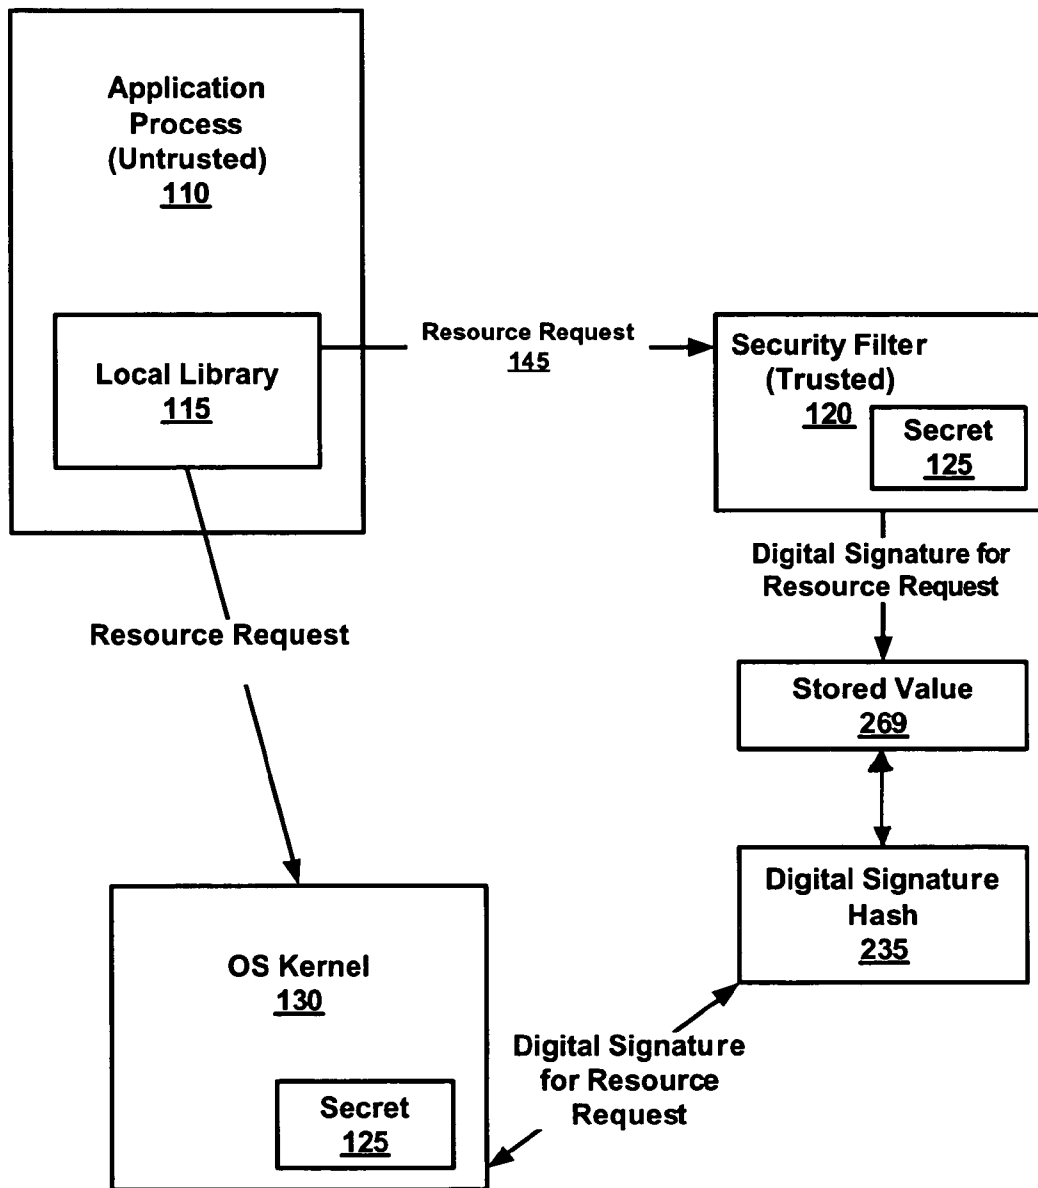 Application
Process
(Untrusted)
110
Local Library
115
Resource Request
145
Security Filter
(Trusted)
120
Secret
125
Digital Signature for
Resource Request
Resource Request
Stored Value
269
Digital Signature
Hash
235
OS Kernel
130
Secret
125
Digital Signature
for Resource
Request